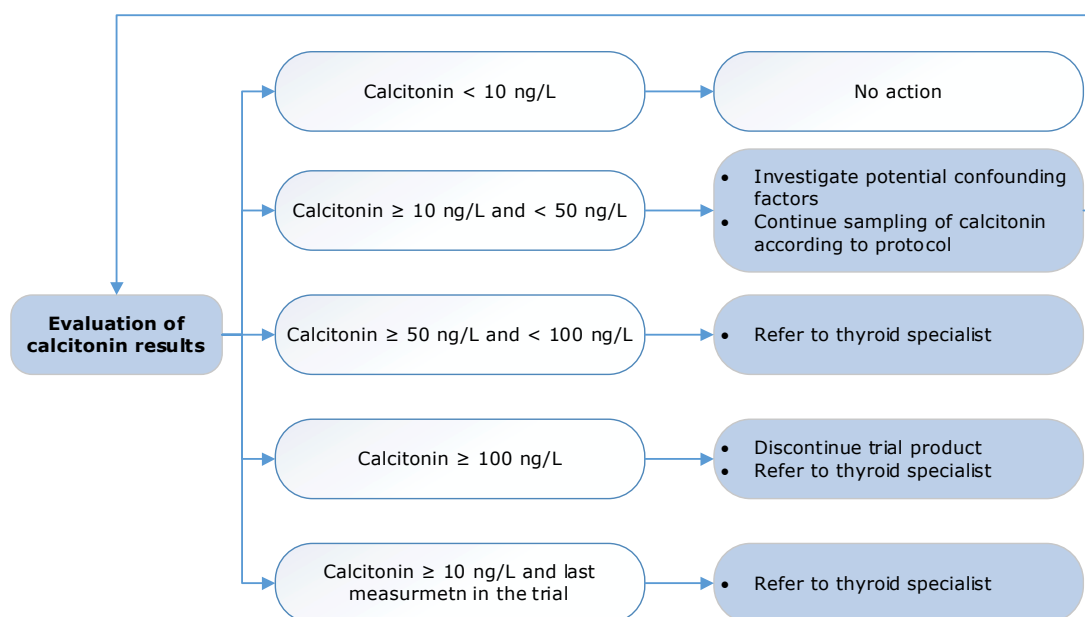 Calcitonin < 10 ng/L
No action
Calcitonin ≥ 10 ng/L and < 50 ng/L
• Investigate potential confounding
factors
• Continue sampling of calcitonin
according to protocol
Evaluation of
calcitonin results
Calcitonin ≥ 50 ng/L and < 100 ng/L
• Refer to thyroid specialist
Calcitonin ≥ 100 ng/L
• Discontinue trial product
• Refer to thyroid specialist
Calcitonin ≥ 10 ng/L and last
measurmetn in the trial
• Refer to thyroid specialist